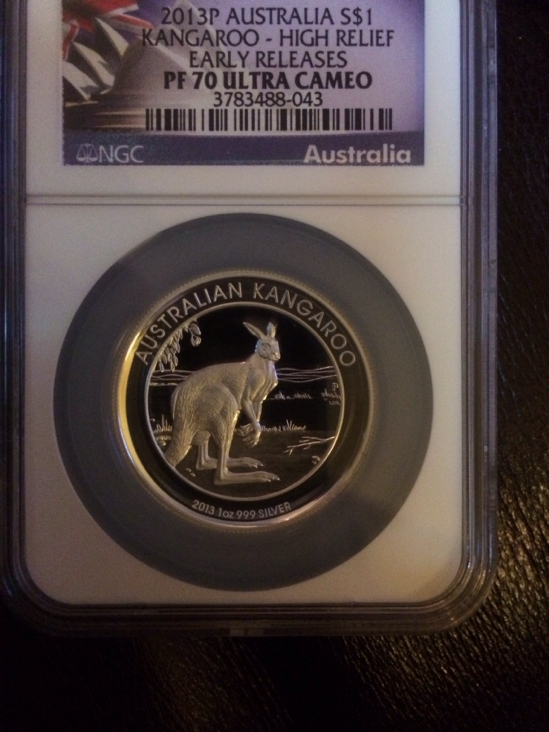 2013P AUSTRALIA S$1
KANGAROO - HIGH RELIEF
EARLY RELEASES
PF 70 ULTRA CAMEO
3783488-043
NGC
Australia
AUSTRALIAN KANGAROO
2013 1oz 999 SILVER